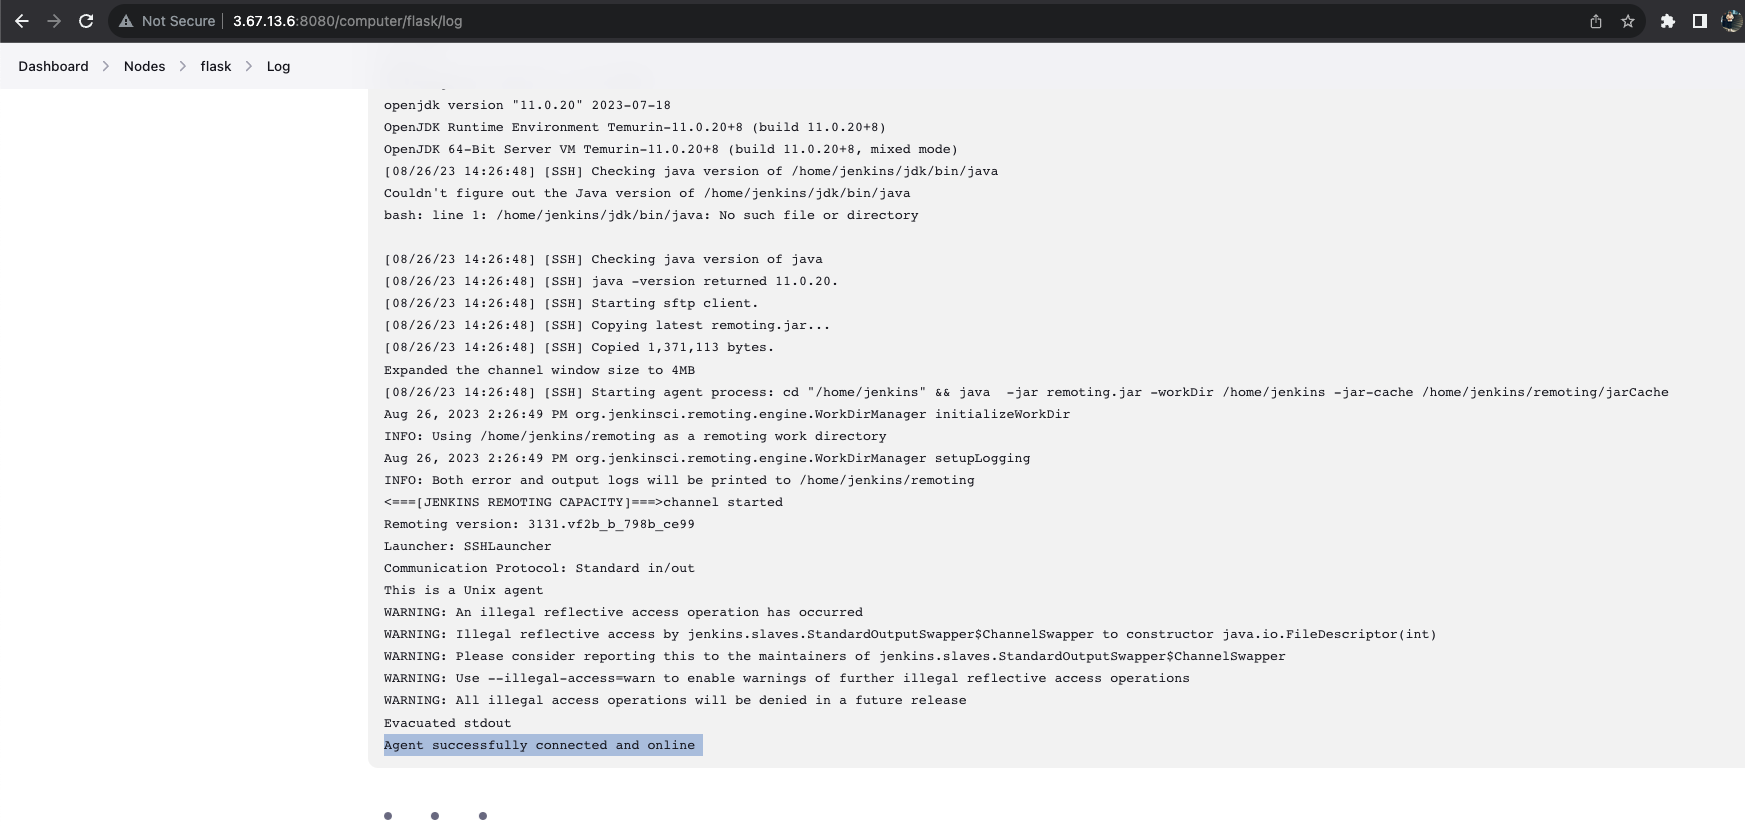 Not Secure | 3.67.13.6:8080/computer/flask/log
Dashboard > Nodes > flask > Log
openjdk version "11.0.20" 2023-07-18
OpenJDK Runtime Environment Temurin-11.0.20+8 (build 11.0.20+8)
OpenJDK 64-Bit Server VM Temurin-11.0.20+8 (build 11.0.20+8, mixed mode)
[08/26/23 14:26:48] [SSH] Checking java version of /home/jenkins/jdk/bin/java
Couldn't figure out the Java version of /home/jenkins/jdk/bin/java
bash: line 1: /home/jenkins/jdk/bin/java: No such file or directory
[08/26/23 14:26:48] [SSH] Checking java version of java
[08/26/23 14:26:48] [SSH] java -version returned 11.0.20.
[08/26/23 14:26:48] [SSH] Starting sftp client.
[08/26/23 14:26:48] [SSH] Copying latest remoting.jar...
[08/26/23 14:26:48] [SSH] Copied 1,371,113 bytes.
Expanded the channel window size to 4MB
[08/26/23 14:26:48] [SSH] Starting agent process: cd "/home/jenkins" && java  -jar remoting.jar -workDir /home/jenkins -jar-cache /home/jenkins/remoting/jarCache
Aug 26, 2023 2:26:49 PM org.jenkinsci.remoting.engine.WorkDirManager initializeWorkDir
INFO: Using /home/jenkins/remoting as a remoting work directory
Aug 26, 2023 2:26:49 PM org.jenkinsci.remoting.engine.WorkDirManager setupLogging
INFO: Both error and output logs will be printed to /home/jenkins/remoting
<===[JENKINS REMOTING CAPACITY]===>channel started
Remoting version: 3131.vf2b_b_798b_ce99
Launcher: SSHLauncher
Communication Protocol: Standard in/out
This is a Unix agent
WARNING: An illegal reflective access operation has occurred
WARNING: Illegal reflective access by jenkins.slaves.StandardOutputSwapper$ChannelSwapper to constructor java.io.FileDescriptor(int)
WARNING: Please consider reporting this to the maintainers of jenkins.slaves.StandardOutputSwapper$ChannelSwapper
WARNING: Use --illegal-access=warn to enable warnings of further illegal reflective access operations
WARNING: All illegal access operations will be denied in a future release
Evacuated stdout
Agent successfully connected and online